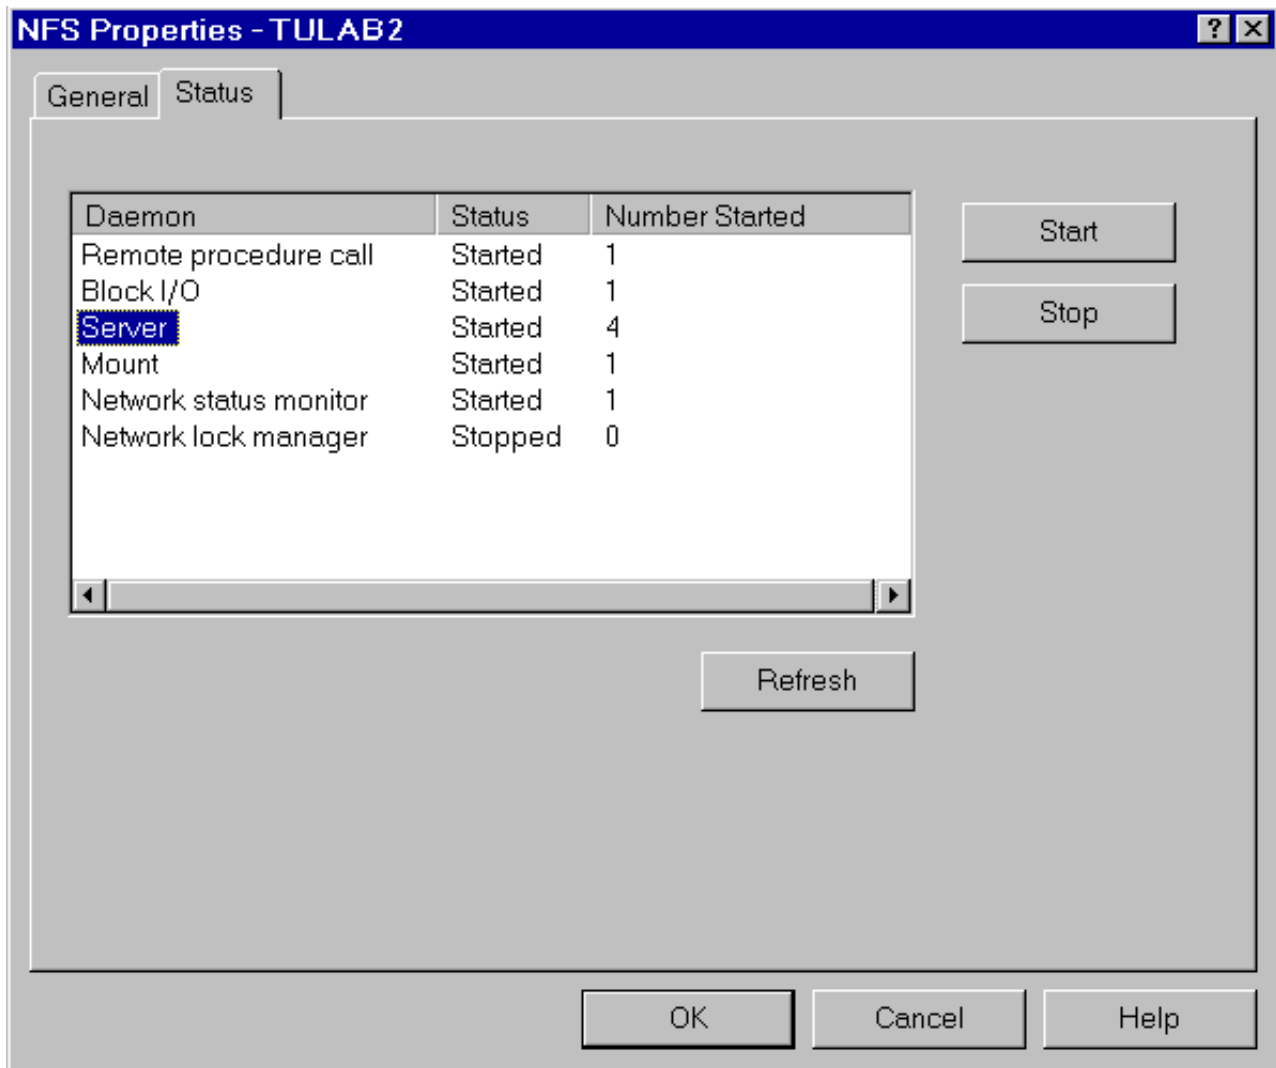 NFS Properties - TULAB2
General Status
Daemon Status Number Started
Remote procedure call Started 1
Block I/O Started 1
Server Started 4
Mount Started 1
Network status monitor Started 1
Network lock manager Stopped 0
Start
Stop
Refresh
OK Cancel Help